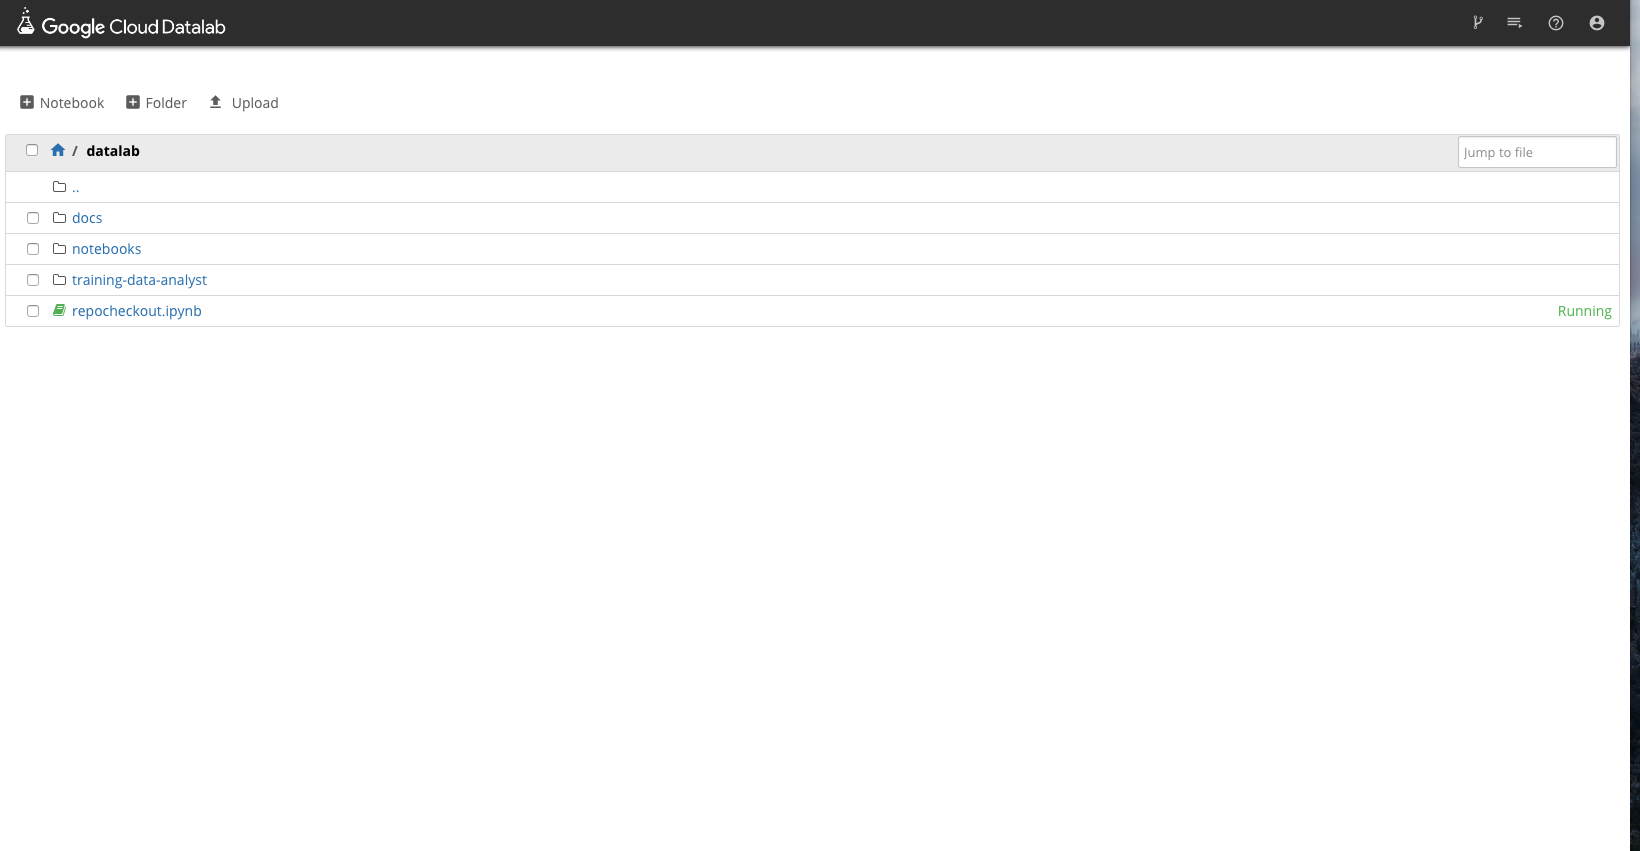 Google Cloud Datalab
Notebook Folder Upload
/ datalab Jump to file
..
docs
notebooks
training-data-analyst
repocheckout.ipynb Running